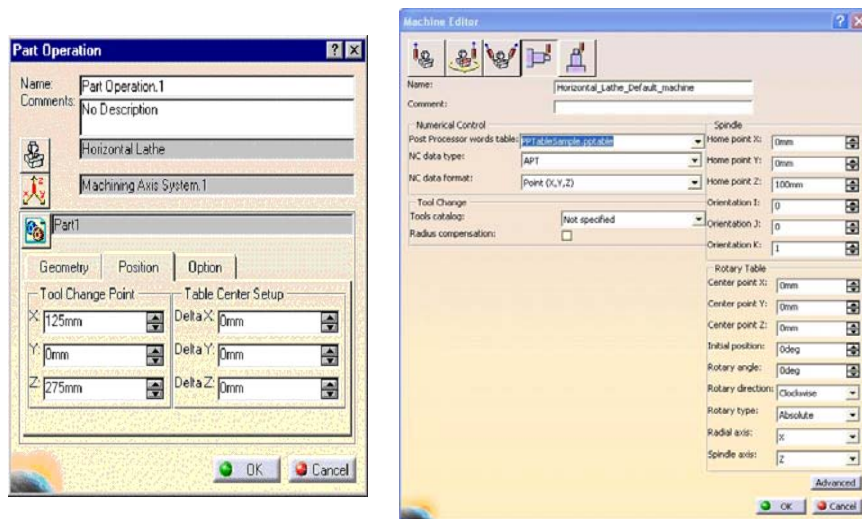 Part Operation
Name: Part Operation.1
Comments: No Description
Horizontal Lathe
Machining Axis System.1
Part1
Geometry Position Option
Tool Change Point Table Center Setup
X: 125mm Delta X: 0mm
Y: 0mm Delta Y: 0mm
Z: 275mm Delta Z: 0mm
OK Cancel
Machine Editor
Name: Horizontal_Lathe_Default_machine
Comment:
Numerical Control
Post Processor words table: PPTableSample.pptable
NC data type: APT
NC data format: Point (X,Y,Z)
Tool Change
Tools catalog: Not specified
Radius compensation:
Spindle
Home point X: 0mm
Home point Y: 0mm
Home point Z: 100mm
Orientation I: 0
Orientation J: 0
Orientation K: 1
Rotary Table
Center point X: 0mm
Center point Y: 0mm
Center point Z: 0mm
Initial position: 0deg
Rotary angle: 0deg
Rotary direction: Clockwise
Rotary type: Absolute
Radial axis: X
Spindle axis: Z
Advanced
OK Cancel